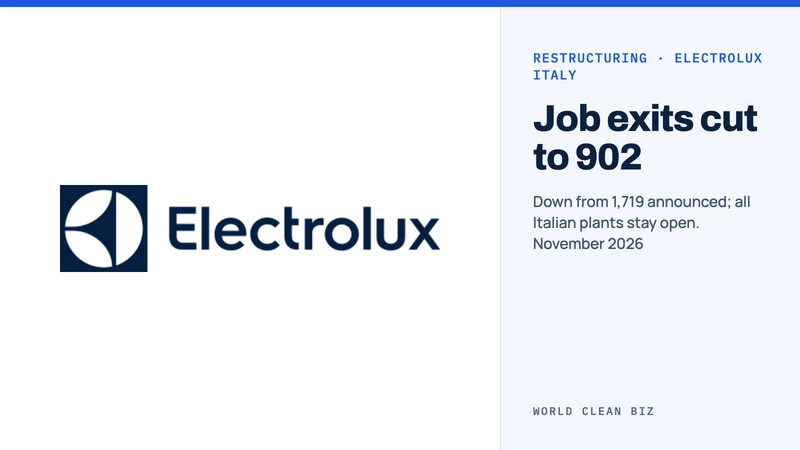 Electrolux
RESTRUCTURING · ELECTROLUX
ITALY
Job exits cut
to 902
Down from 1,719 announced; all
Italian plants stay open.
November 2026
WORLD CLEAN BIZ